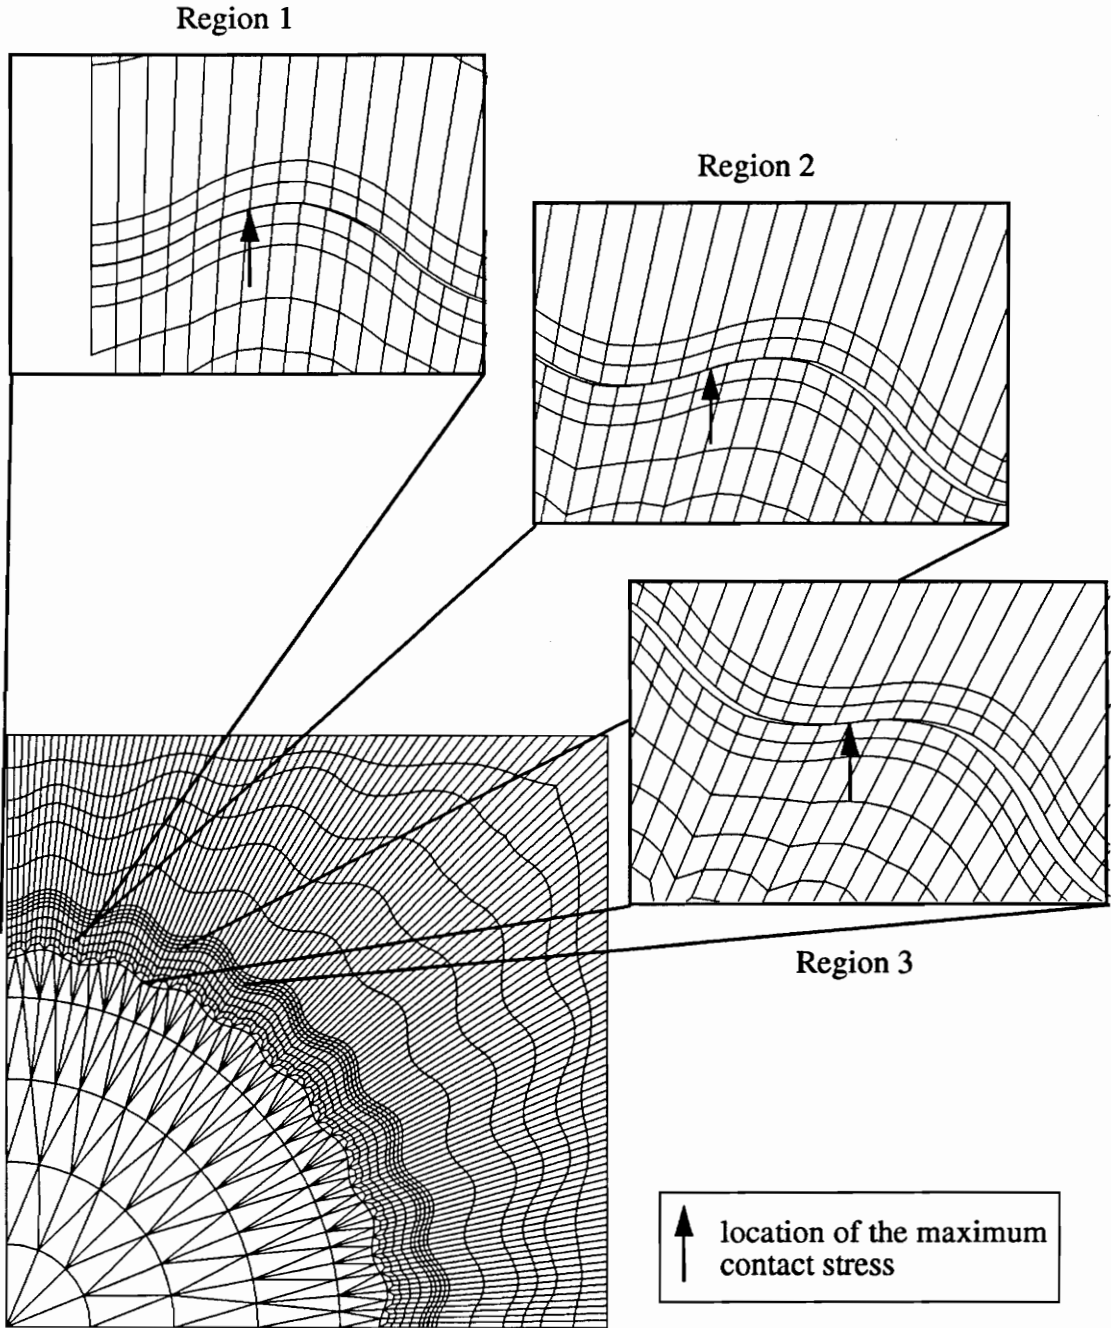 Region 1
Region 2
Region 3
location of the maximum
contact stress